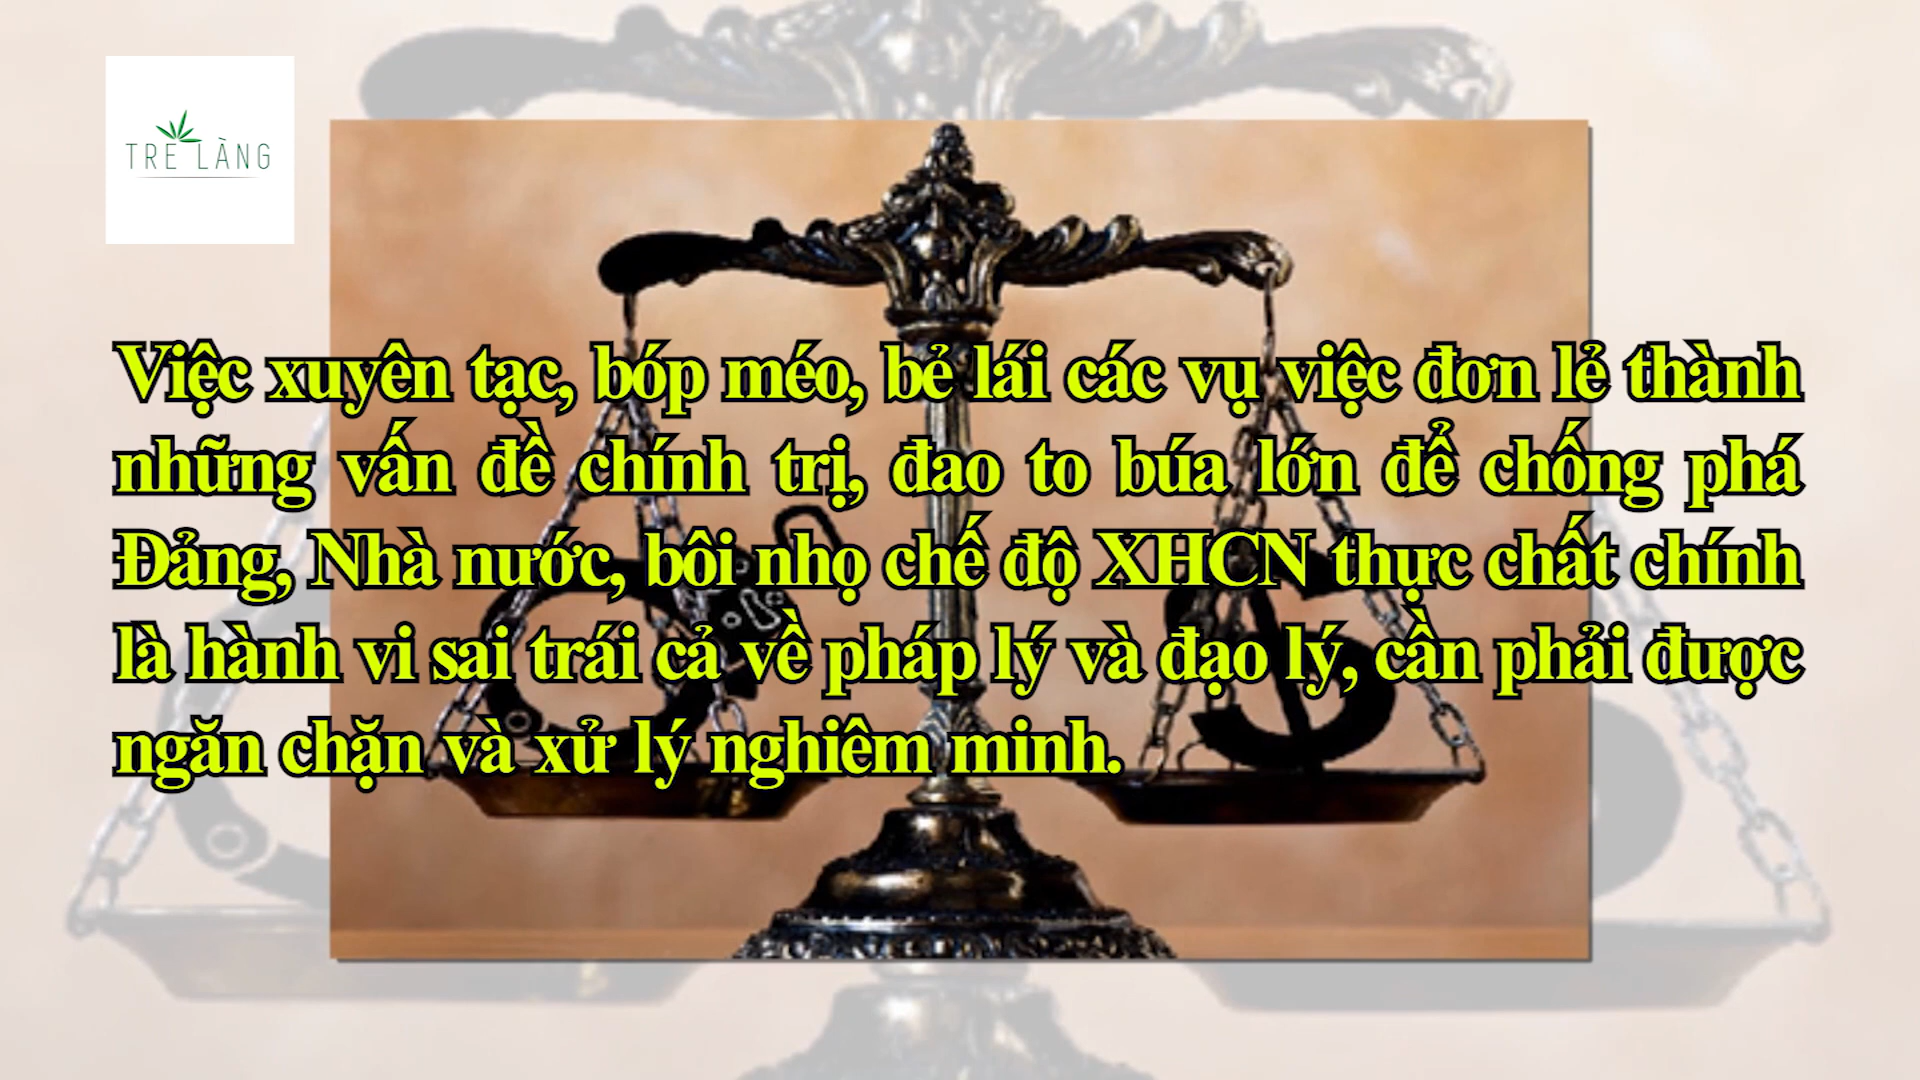 TRE LÀNG
Việc xuyên tạc, bóp méo, bẻ lái các vụ việc đơn lẻ thành
những vấn đề chính trị, đao to búa lớn để chống phá
Đảng, Nhà nước, bôi nhọ chế độ XHCN thực chất chính
là hành vi sai trái cả về pháp lý và đạo lý, cần phải được
ngăn chặn và xử lý nghiêm minh.